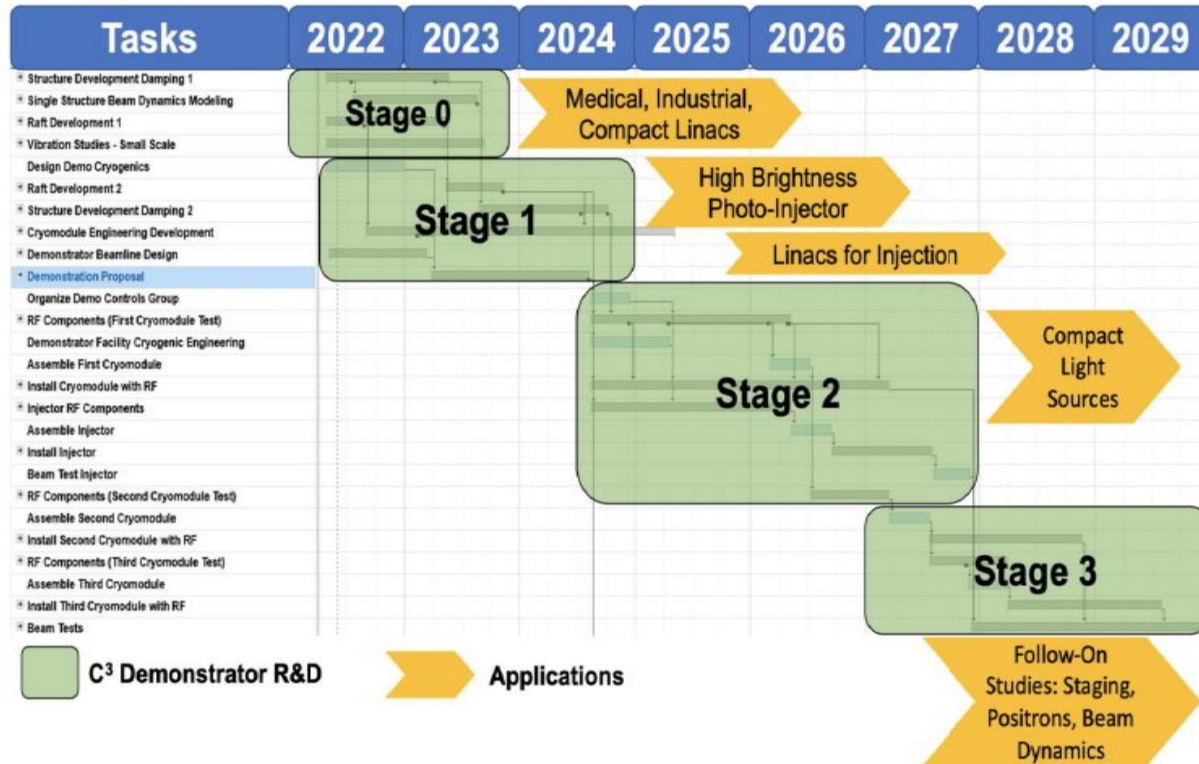 Tasks 2022 2023 2024 2025 2026 2027 2028 2029
Structure Development Damping 1
Single Structure Beam Dynamics Modeling
Raft Development 1
Vibration Studies - Small Scale
Design Demo Cryogenics
Raft Development 2
Structure Development Damping 2
Cryomodule Engineering Development
Demonstrator Beamline Design
Demonstration Proposal
Organize Demo Controls Group
RF Components (First Cryomodule Test)
Demonstrator Facility Cryogenic Engineering
Assemble First Cryomodule
Install Cryomodule with RF
Injector RF Components
Assemble Injector
Install Injector
Beam Test Injector
RF Components (Second Cryomodule Test)
Assemble Second Cryomodule
Install Second Cryomodule with RF
RF Components (Third Cryomodule Test)
Assemble Third Cryomodule
Install Third Cryomodule with RF
Beam Tests
Stage 0
Medical, Industrial,
Compact Linacs
Stage 1
High Brightness
Photo-Injector
Linacs for Injection
Stage 2
Compact
Light
Sources
Stage 3
Follow-On
Studies: Staging,
Positrons, Beam
Dynamics
C³ Demonstrator R&D
Applications